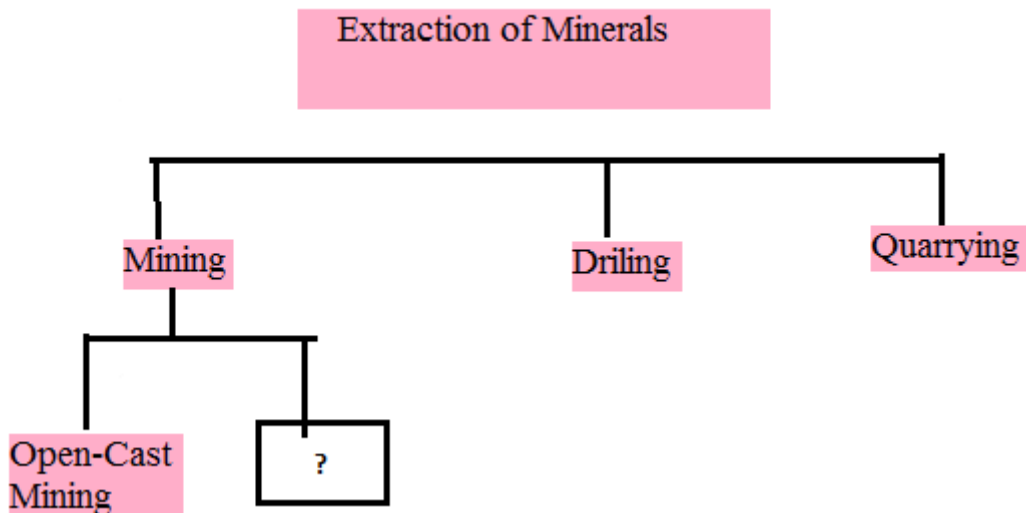 Extraction of Minerals
Mining
Driling
Quarrying
Open-Cast
Mining
?